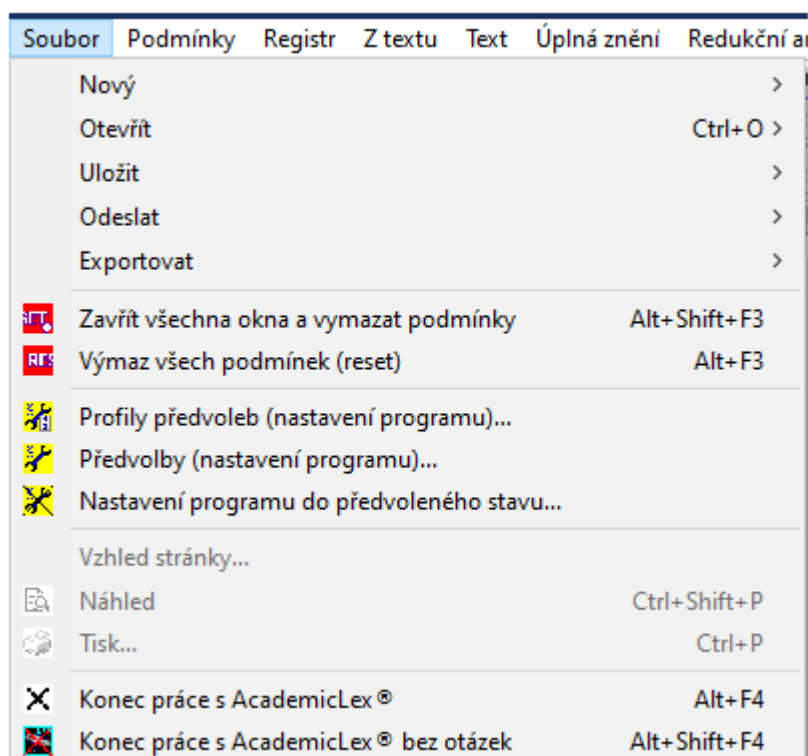 Soubor Podmínky Registr Z textu Text Úplná znění Redukční
Nový
Otevřít Ctrl+O
Uložit
Odeslat
Exportovat
Zavřít všechna okna a vymazat podmínky Alt+Shift+F3
Výmaz všech podmínek (reset) Alt+F3
Profily předvoleb (nastavení programu)...
Předvolby (nastavení programu)...
Nastavení programu do předvoleného stavu...
Vzhled stránky...
Náhled Ctrl+Shift+P
Tisk... Ctrl+P
Konec práce s AcademicLex ® Alt+F4
Konec práce s AcademicLex ® bez otázek Alt+Shift+F4